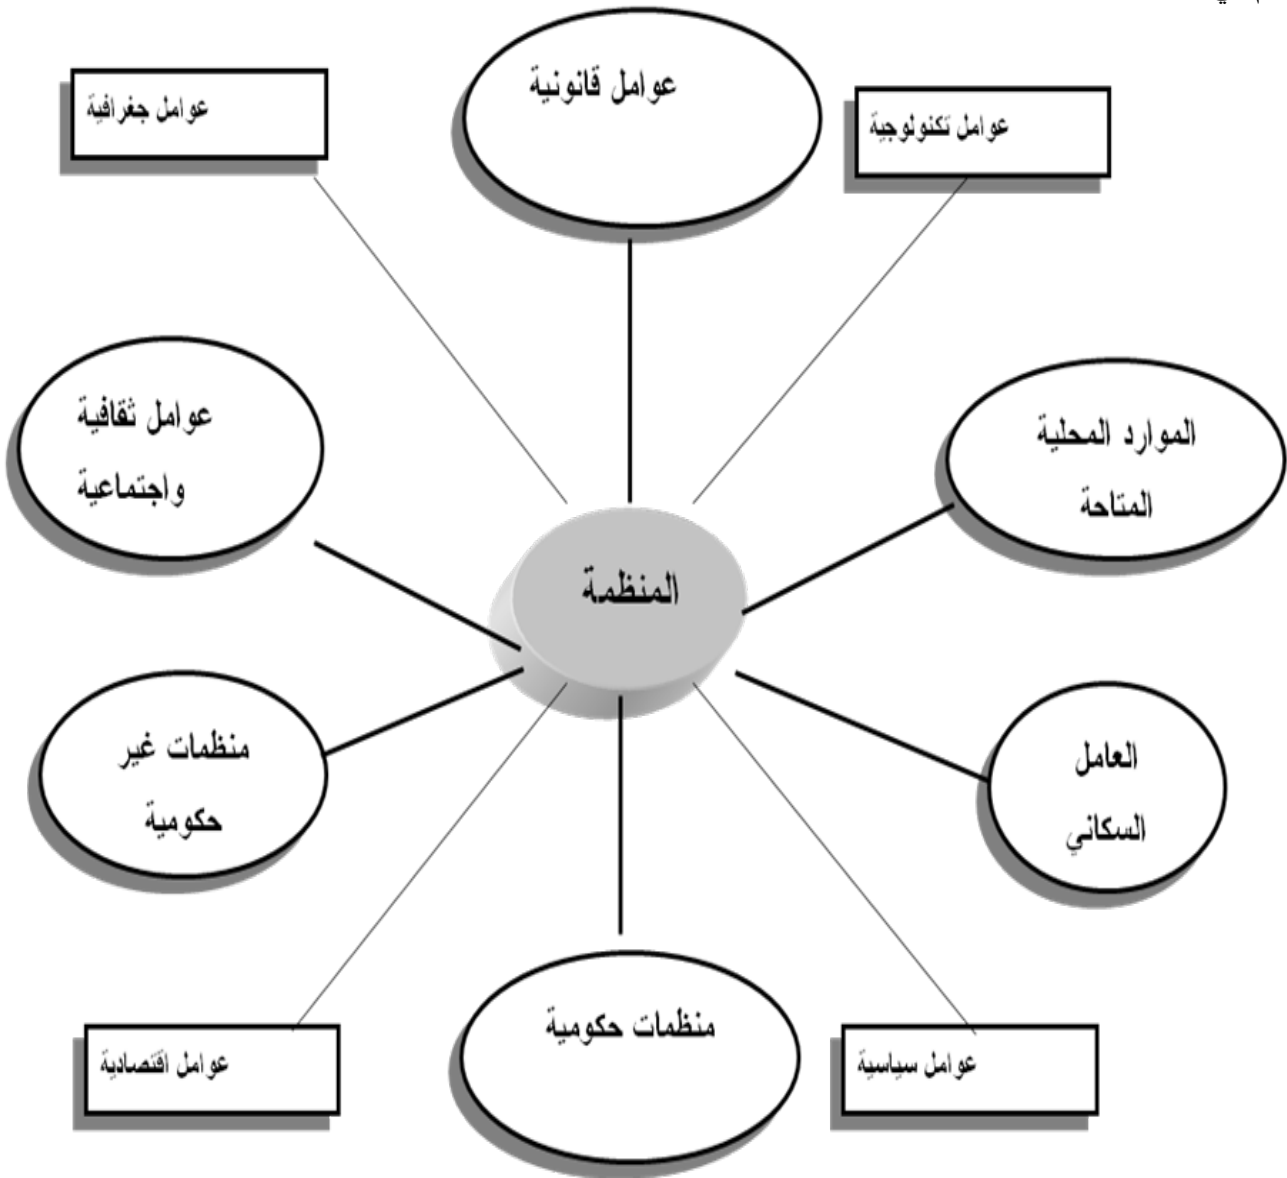 عوامل قانونية
عوامل تكنولوجية
عوامل جغرافية
الموارد المحلية
المتاحة
عوامل ثقافية
واجتماعية
المنظمة
العامل
السكاني
منظمات غير
حكومية
منظمات حكومية
عوامل سياسية
عوامل اقتصادية